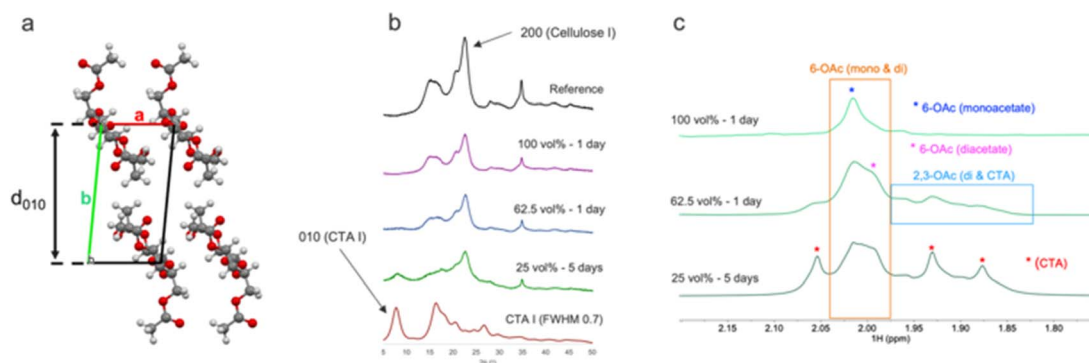 a
a
b
d010
b
200 (Cellulose I)
Reference
100 vol% - 1 day
62.5 vol% - 1 day
010 (CTA I)
25 vol% - 5 days
CTA I (FWHM 0.7)
5 10 15 20 25 30 35 40 45 50
c
6-OAc (mono & di)
* 6-OAc (monoacetate)
100 vol% - 1 day
* 6-OAc (diacetate)
2,3-OAc (di & CTA)
62.5 vol% - 1 day
* (CTA)
25 vol% - 5 days
2.15 2.10 2.05 2.00 1.95 1.90 1.85 1.80
1H (ppm)